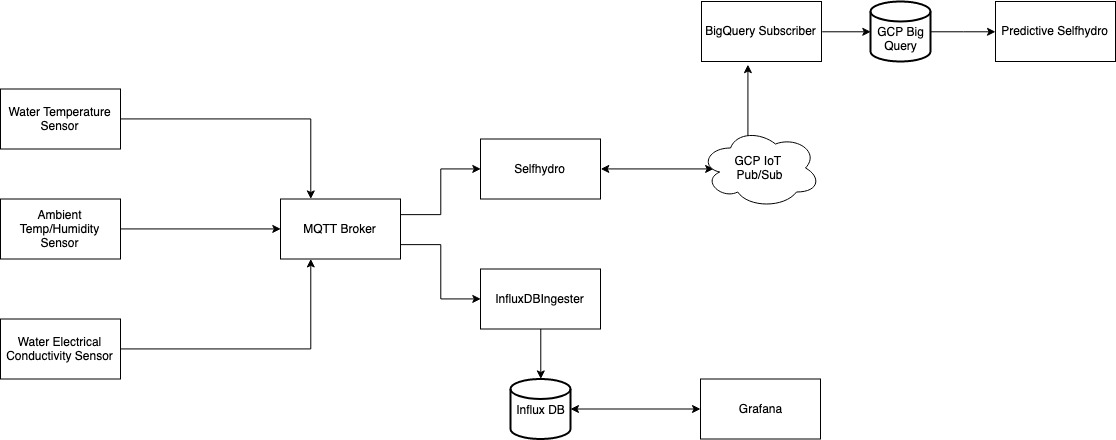 BigQuery Subscriber
GCP Big
Query
Predictive Selfhydro
Water Temperature
Sensor
Selfhydro
GCP IoT
Pub/Sub
Ambient
Temp/Humidity
Sensor
MQTT Broker
InfluxDBIngester
Water Electrical
Conductivity Sensor
Influx DB
Grafana